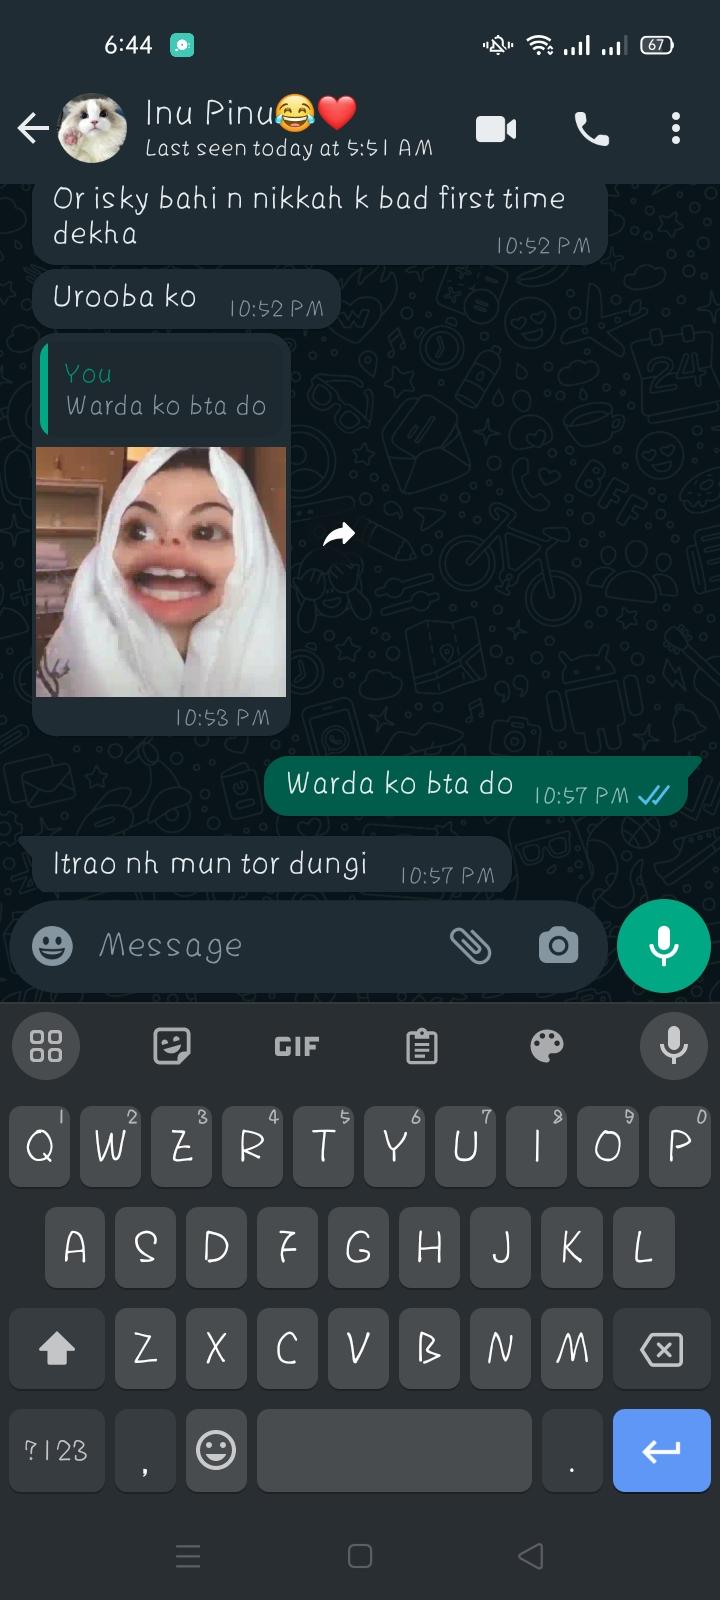 6:44
67
Inu Pinu😂❤️
Last seen today at 5:51 AM
Or isky bahi n nikkah k bad first time
dekha
10:52 PM
Urooba ko 10:52 PM
You
Warda ko bta do
10:53 PM
Warda ko bta do 10:57 PM
Itrao nh mun tor dungi 10:57 PM
Message
GIF
1 2 3 4 5 6 7 8 9 0
Q W E R T Y U I O P
A S D F G H J K L
Z X C V B N M
?123 , .